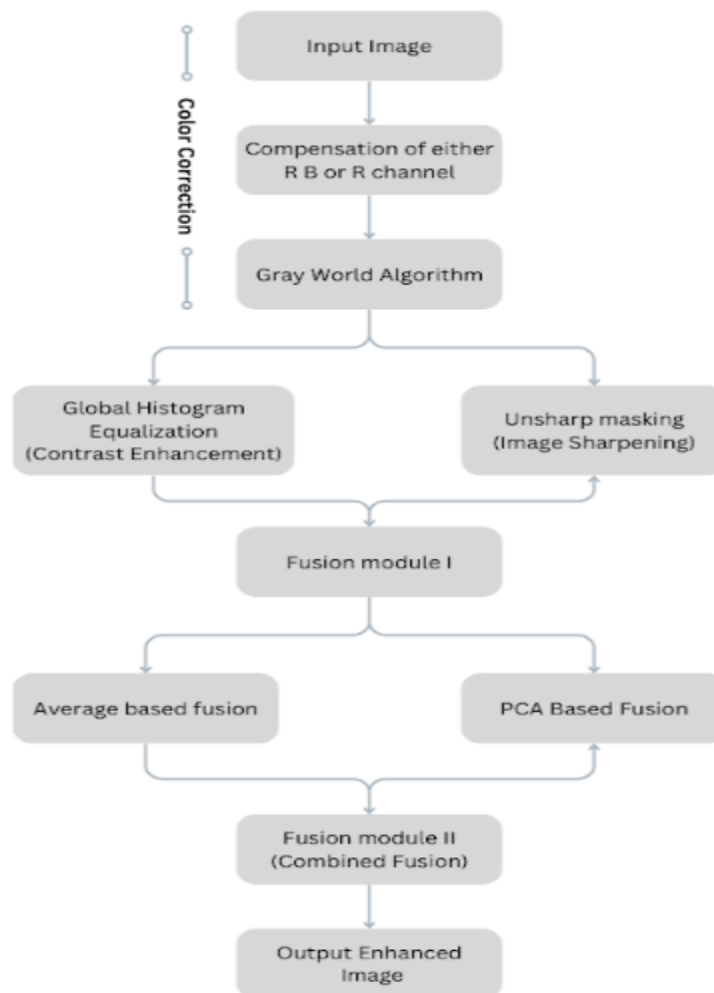 Input Image
Color Correction
Compensation of either
R B or R channel
Gray World Algorithm
Global Histogram
Equalization
(Contrast Enhancement)
Unsharp masking
(Image Sharpening)
Fusion module I
Average based fusion
PCA Based Fusion
Fusion module II
(Combined Fusion)
Output Enhanced
Image